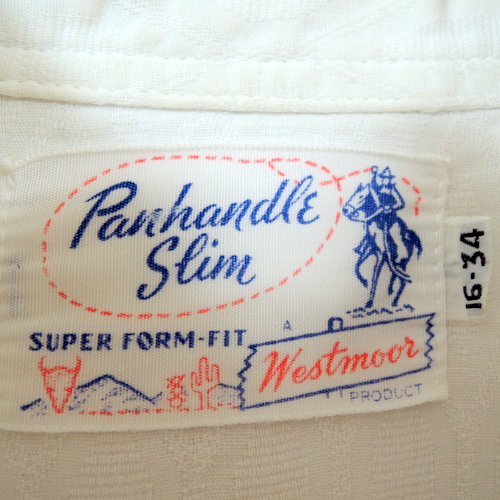 Panhandle
Slim
SUPER FORM-FIT
A
Westmoor
PRODUCT
16-34